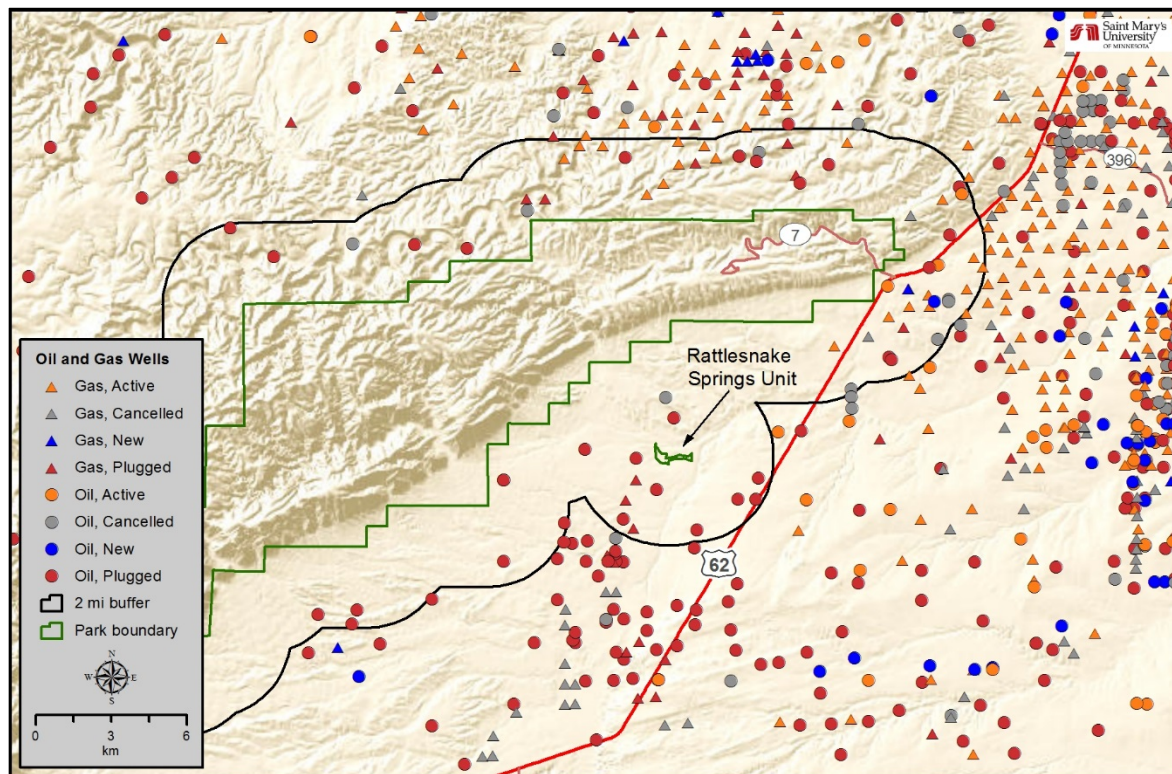 Saint Mary's
University
OF MINNESOTA
396
7
Rattlesnake
Springs Unit
62
Oil and Gas Wells
Gas, Active
Gas, Cancelled
Gas, New
Gas, Plugged
Oil, Active
Oil, Cancelled
Oil, New
Oil, Plugged
2 mi buffer
Park boundary
N
W E
S
0 3 6
km